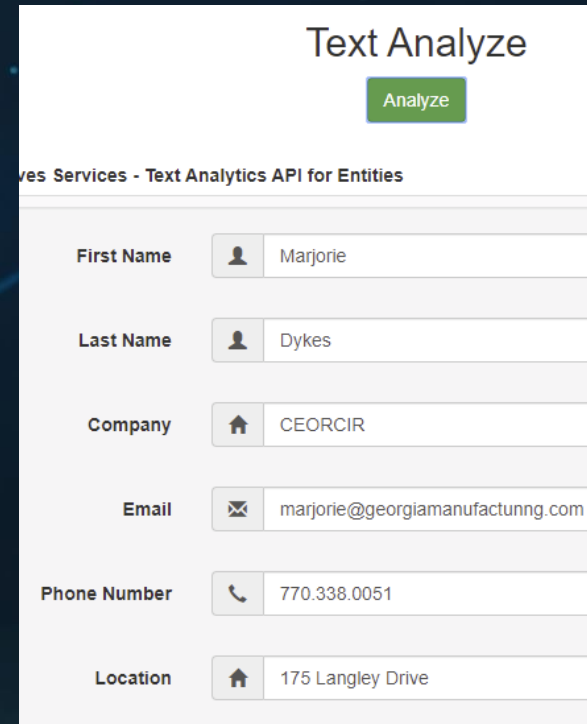 Text Analyze
Analyze
ves Services - Text Analytics API for Entities
First Name Marjorie
Last Name Dykes
Company CEORCIR
Email marjorie@georgiamanufactunng.com
Phone Number 770.338.0051
Location 175 Langley Drive